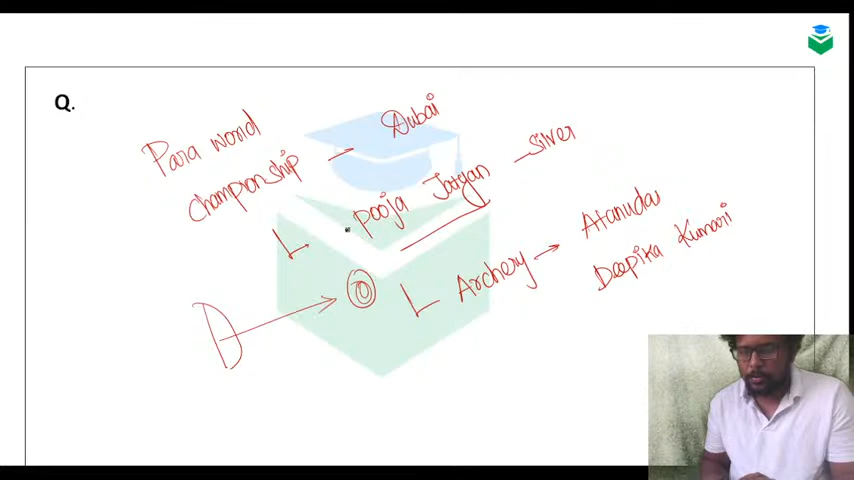 Q.
Para world
championship - Dubai
L Pooja Jatyan - silver
L Archery → Atanudas
Deepika Kumari